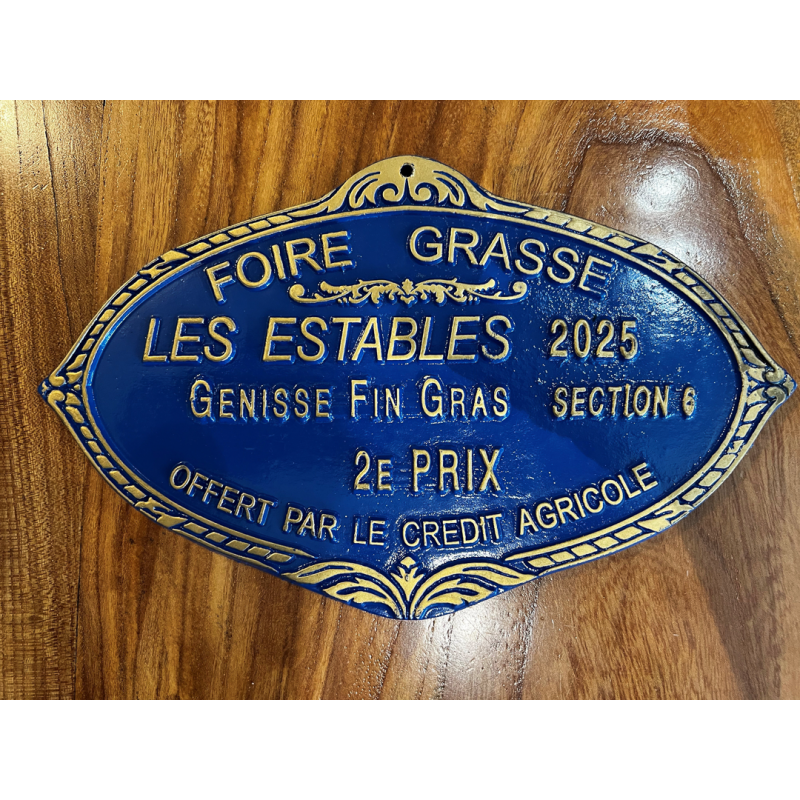 FOIRE GRASSE
LES ESTABLES 2025
GENISSE FIN GRAS SECTION 6
2E PRIX
OFFERT PAR LE CREDIT AGRICOLE